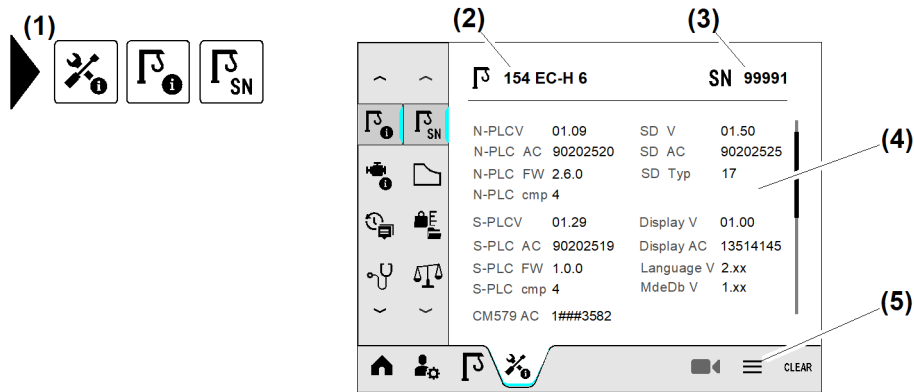 (1)
SN
(2)
(3)
154 EC-H 6 SN 99991
SN
N-PLCV 01.09 SD V 01.50
N-PLC AC 90202520 SD AC 90202525
N-PLC FW 2.6.0 SD Typ 17
N-PLC cmp 4
(4)
S-PLCV 01.29 Display V 01.00
S-PLC AC 90202519 Display AC 13514145
S-PLC FW 1.0.0 Language V 2.xx
S-PLC cmp 4 MdeDb V 1.xx
CM579 AC 1###3582
(5)
CLEAR